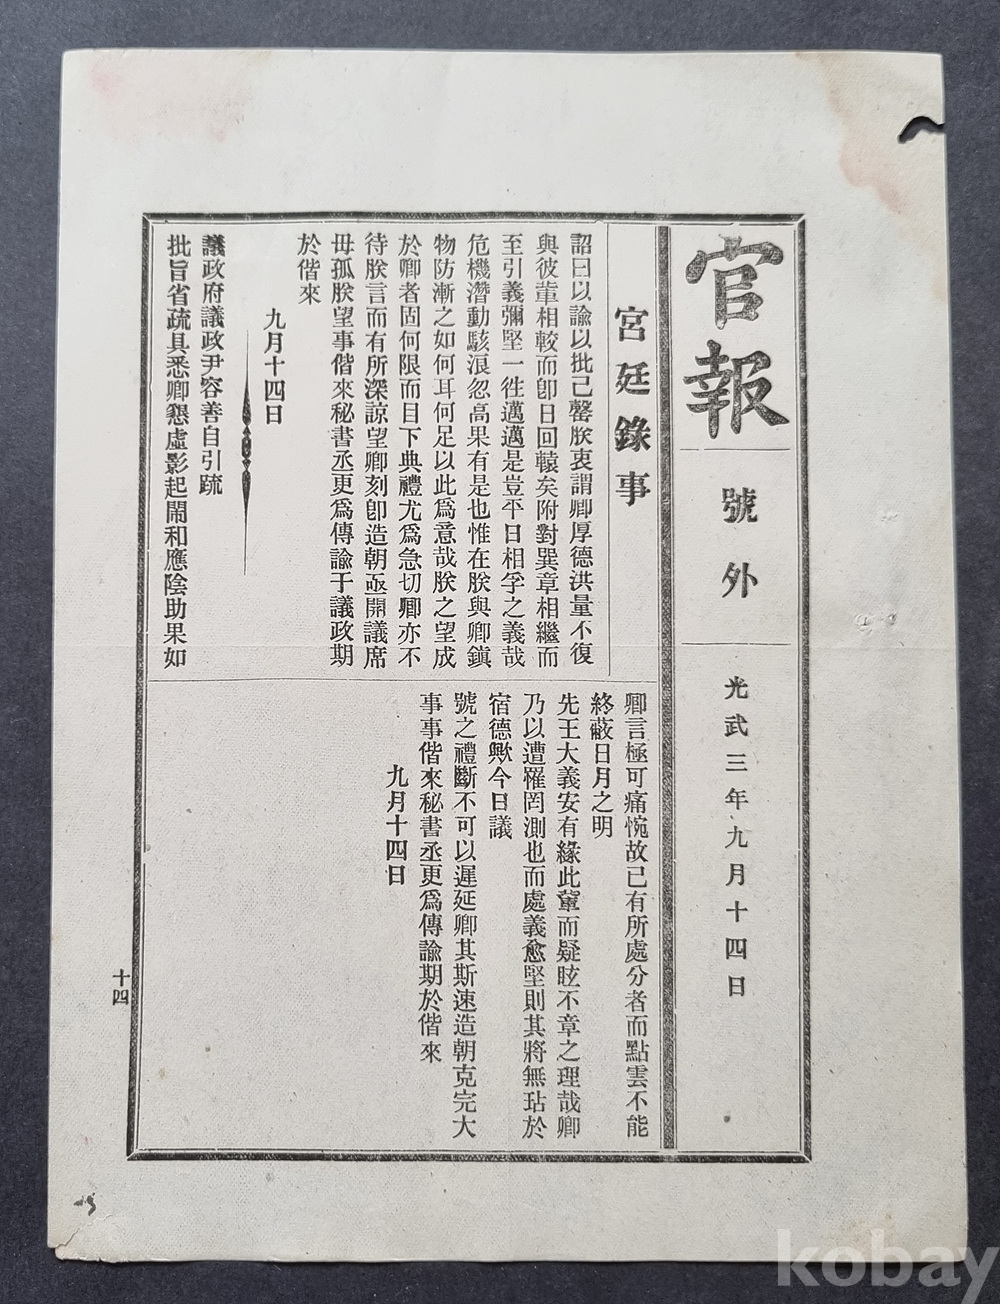 官報
號外
光武三年九月十四日
宮廷錄事
詔曰以諭以批已罄朕衷謂卿厚德洪量不復
與彼輩相較而卽日回轅矣附對巽章相繼而
至引義彌堅一徃邁邁是豈平日相孚之義哉
危機潛動駭浪忽高果有是也惟在朕與卿鎭
物防漸之如何耳何足以此爲意哉朕之望成
於卿者固何限而目下典禮尤爲急切卿亦不
待朕言而有所深諒望卿刻卽造朝亟開議席
毋孤朕望事偕來秘書丞更爲傳諭于議政期
於偕來
九月十四日
議政府議政尹容善自引疏
批旨省疏具悉卿懇虛影起鬧和應陰助果如
卿言極可痛惋故已有所處分者而點雲不能
終蔽日月之明
先王大義安有緣此輩而疑眩不章之理哉卿
乃以遭罹罔測也而處義愈堅則其將無玷於
宿德歟今日議
號之禮斷不可以遲延卿其斯速造朝克完大
事事偕來秘書丞更爲傳諭期於偕來
九月十四日
十四
kobay